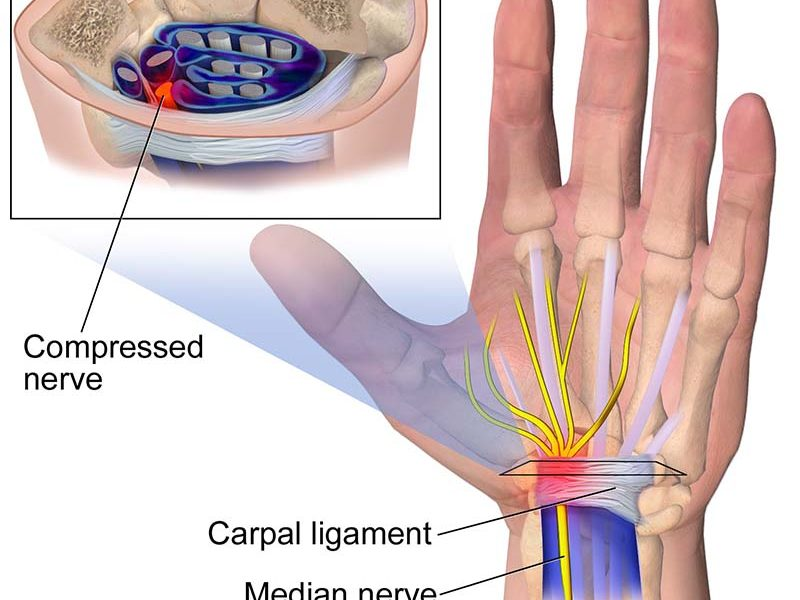 Compressed
nerve
Carpal ligament
Median nerve